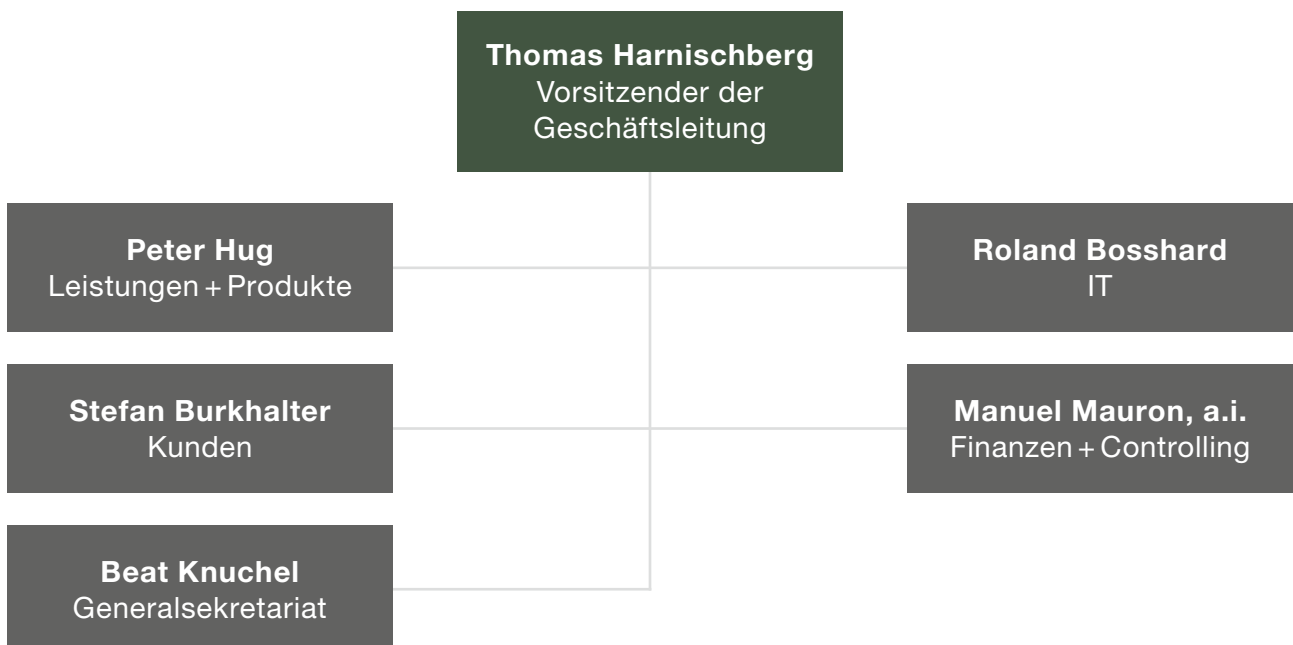 Thomas Harnischberg
Vorsitzender der
Geschäftsleitung
Peter Hug
Leistungen + Produkte
Roland Bosshard
IT
Stefan Burkhalter
Kunden
Manuel Mauron, a.i.
Finanzen + Controlling
Beat Knuchel
Generalsekretariat